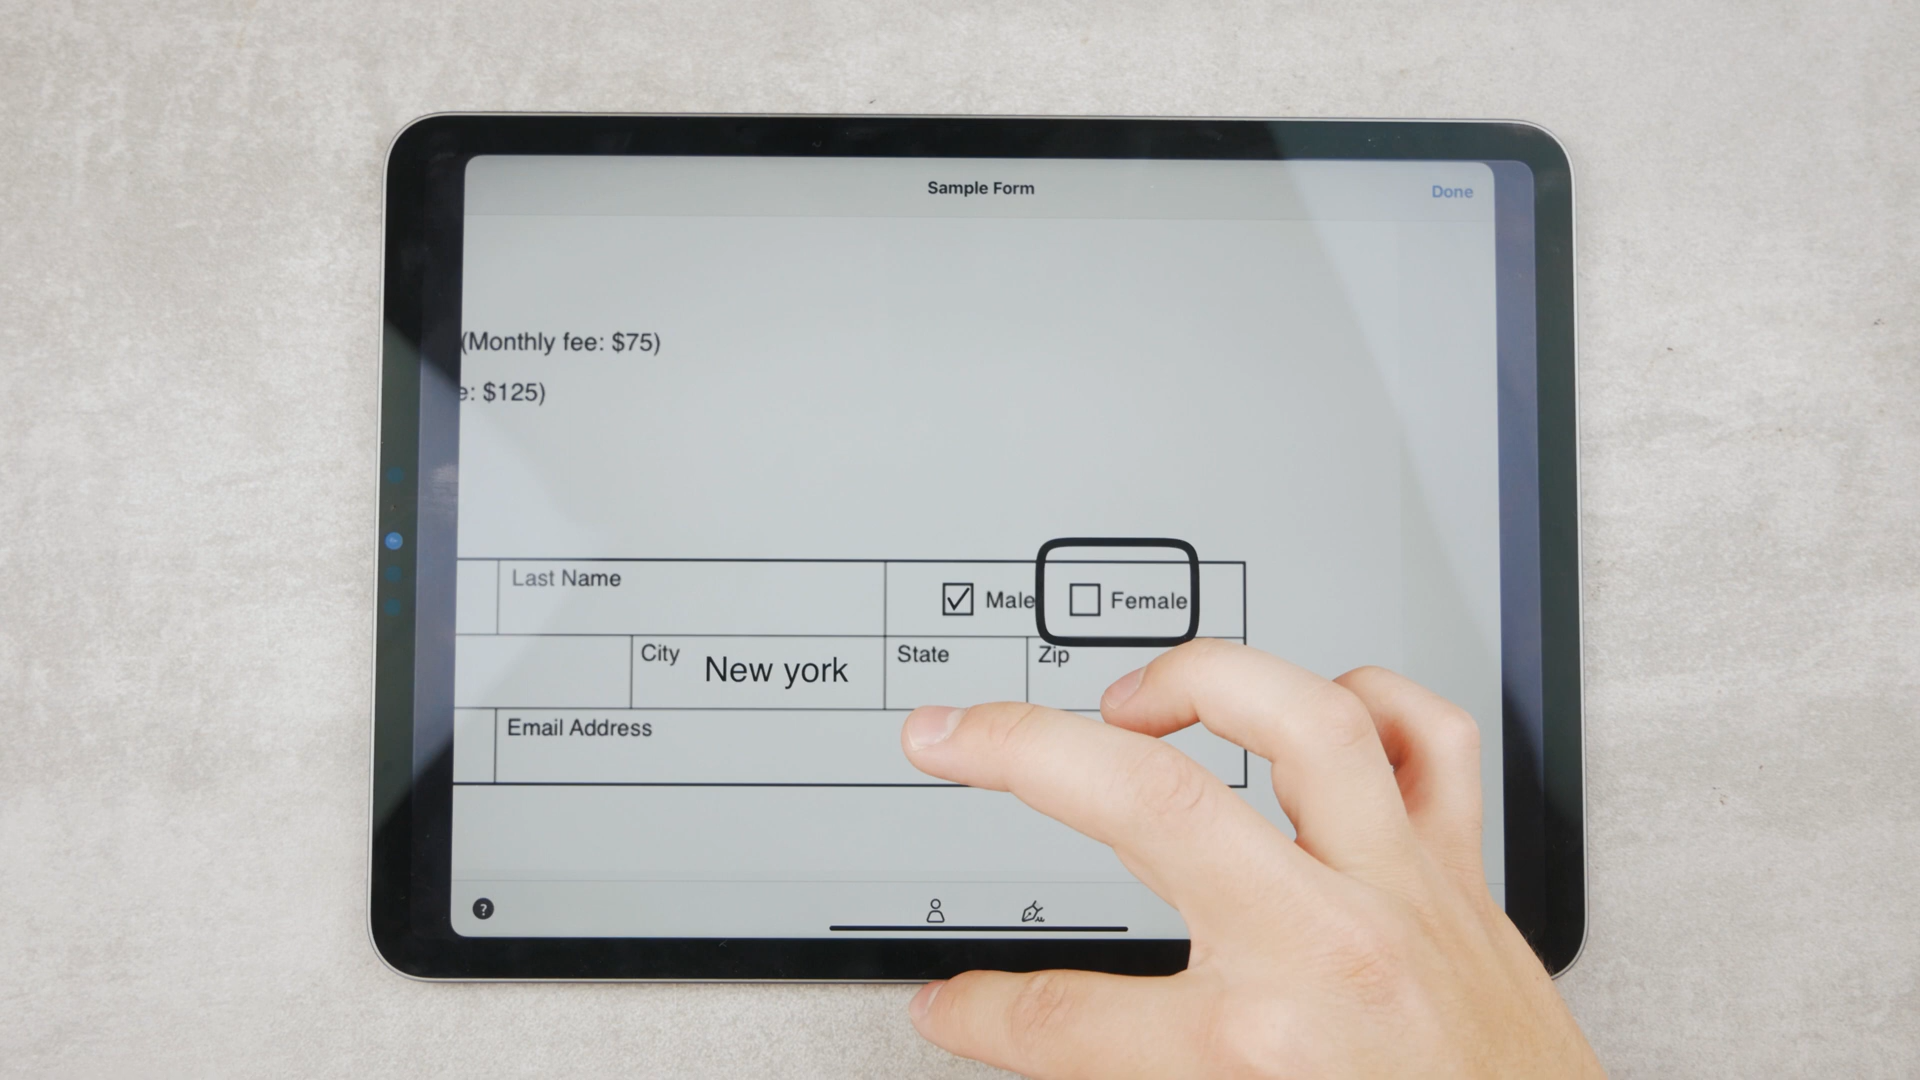 Sample Form
Done
(Monthly fee: $75)
e: $125)
Last Name
Male
Female
City
New york
State
Zip
Email Address
?